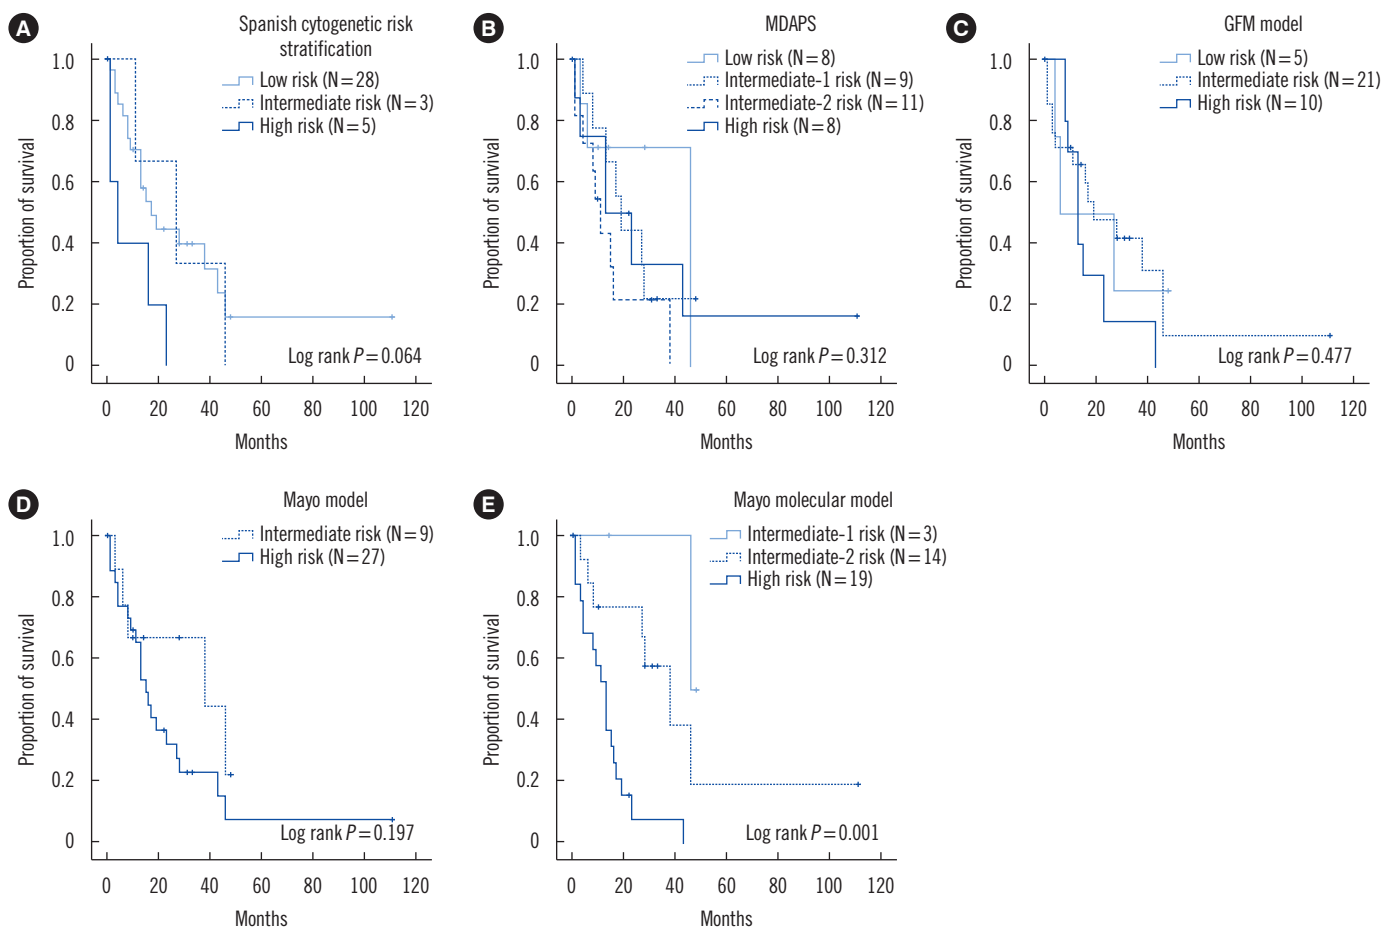 A
Spanish cytogenetic risk
stratification
Low risk (N=28)
Intermediate risk (N=3)
High risk (N=5)
Proportion of survival
1.0
0.8
0.6
0.4
0.2
0
Log rank P=0.064
0 20 40 60 80 100 120
Months
B
MDAPS
Low risk (N=8)
Intermediate-1 risk (N=9)
Intermediate-2 risk (N=11)
High risk (N=8)
Proportion of survival
1.0
0.8
0.6
0.4
0.2
0
Log rank P=0.312
0 20 40 60 80 100 120
Months
C
GFM model
Low risk (N=5)
Intermediate risk (N=21)
High risk (N=10)
Proportion of survival
1.0
0.8
0.6
0.4
0.2
0
Log rank P=0.477
0 20 40 60 80 100 120
Months
D
Mayo model
Intermediate risk (N=9)
High risk (N=27)
Proportion of survival
1.0
0.8
0.6
0.4
0.2
0
Log rank P=0.197
0 20 40 60 80 100 120
Months
E
Mayo molecular model
Intermediate-1 risk (N=3)
Intermediate-2 risk (N=14)
High risk (N=19)
Proportion of survival
1.0
0.8
0.6
0.4
0.2
0
Log rank P=0.001
0 20 40 60 80 100 120
Months